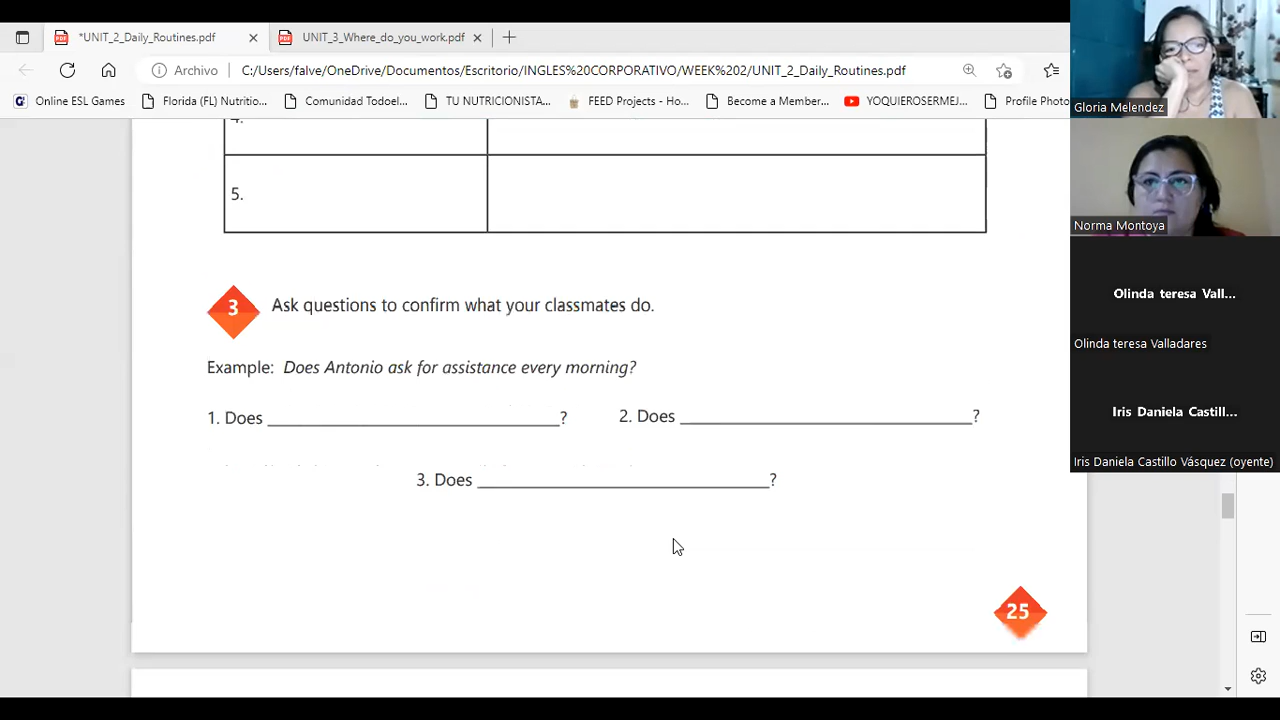 *UNIT_2_Daily_Routines.pdf
UNIT_3_Where_do_you_work.pdf
Archivo
C:/Users/falve/OneDrive/Documentos/Escritorio/INGLES%20CORPORATIVO/WEEK%202/UNIT_2_Daily_Routines.pdf
Online ESL Games
Florida (FL) Nutritio...
Comunidad Todoel...
TU NUTRICIONISTA...
FEED Projects - Ho...
Become a Member...
YOQUIEROSERMEJ...
Profile Photo
Gloria Melendez
Norma Montoya
Olinda teresa Vall...
Olinda teresa Valladares
Iris Daniela Castill...
Iris Daniela Castillo Vásquez (oyente)
4.
5.
3 Ask questions to confirm what your classmates do.
Example: Does Antonio ask for assistance every morning?
1. Does ______________________________?
2. Does ______________________________?
3. Does ______________________________?
25